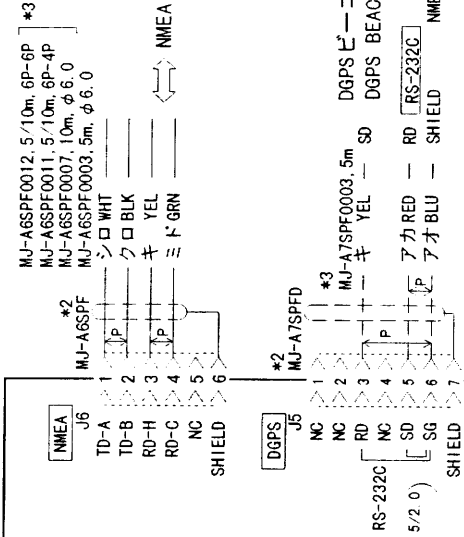 *3
MJ-A6SPF0012, 5/10m, 6P-6P
MJ-A6SPF0011, 5/10m, 6P-4P
MJ-A6SPF0007, 10m, φ6.0
MJ-A6SPF0003, 5m, φ6.0
*2
MJ-A6SPF
NMEA
J6
TD-A 1 シロ WHT
TD-B 2 P クロ BLK
RD-H 3 キ YEL
RD-C 4 P ミドGRN
NC 5
SHIELD 6
NMEA
*2
MJ-A7SPFD
*3
MJ-A7SPF0003, 5m
DGPS
J5
NC 1
NC 2
RD 3 キ YEL SD
NC 4 P
SD 5 アカ RED RD
SG 6 P アオ BLU SHIELD
SHIELD 7
RS-232C
5/2.0)
DGPS ビーコ
DGPS BEAC
RS-232C